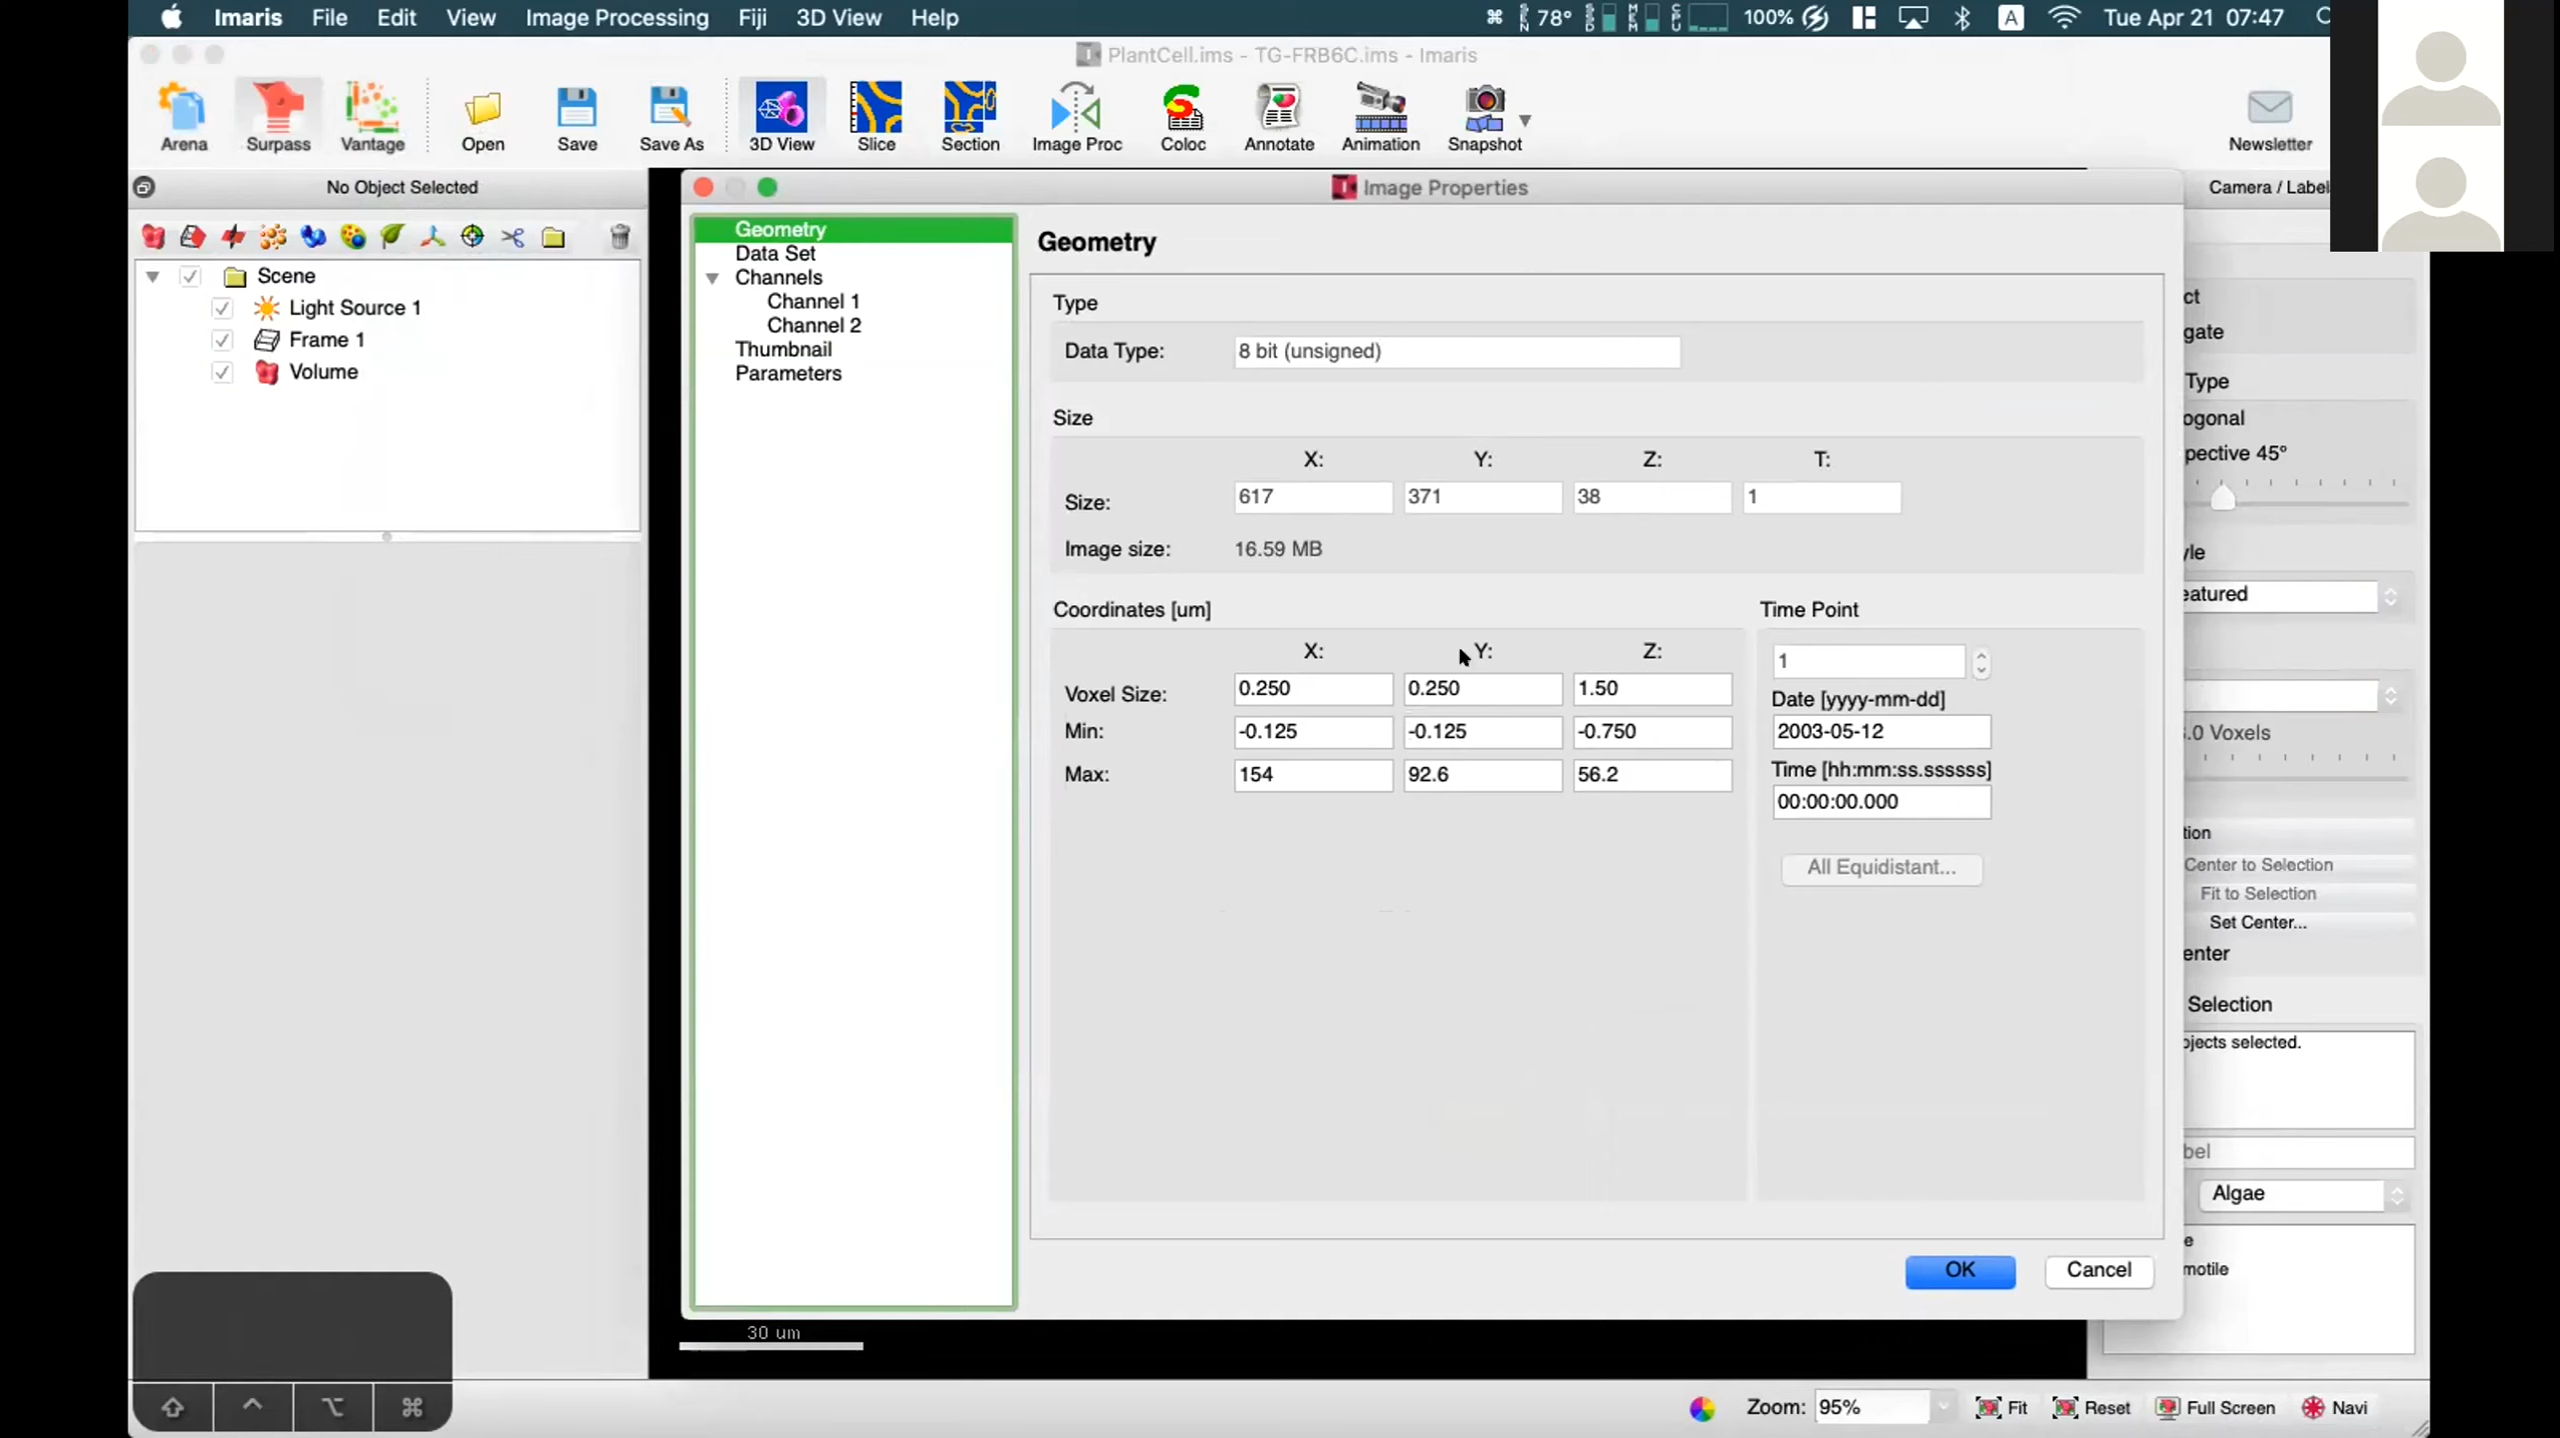 Imaris File Edit View Image Processing Fiji 3D View Help
SEN 78° SSD MEM CPU 100% A Tue Apr 21 07:47
PlantCell.ims - TG-FRB6C.ims - Imaris
Arena Surpass Vantage Open Save Save As 3D View Slice Section Image Proc Coloc Annotate Animation Snapshot Newsletter
No Object Selected
Image Properties
Camera / Label
Scene
Light Source 1
Frame 1
Volume
Geometry
Data Set
Channels
Channel 1
Channel 2
Thumbnail
Parameters
Geometry
Type
Data Type: 8 bit (unsigned)
Size
X: Y: Z: T:
Size: 617 371 38 1
Image size: 16.59 MB
Coordinates [um]
X: Y: Z:
Voxel Size: 0.250 0.250 1.50
Min: -0.125 -0.125 -0.750
Max: 154 92.6 56.2
Time Point
1
Date [yyyy-mm-dd]
2003-05-12
Time [hh:mm:ss.ssssss]
00:00:00.000
All Equidistant...
OK Cancel
ct
gate
Type
ogonal
pective 45°
yle
eatured
.0 Voxels
tion
Center to Selection
Fit to Selection
Set Center...
enter
Selection
bjects selected.
bel
Algae
e
motile
30 um
Zoom: 95% Fit Reset Full Screen Navi